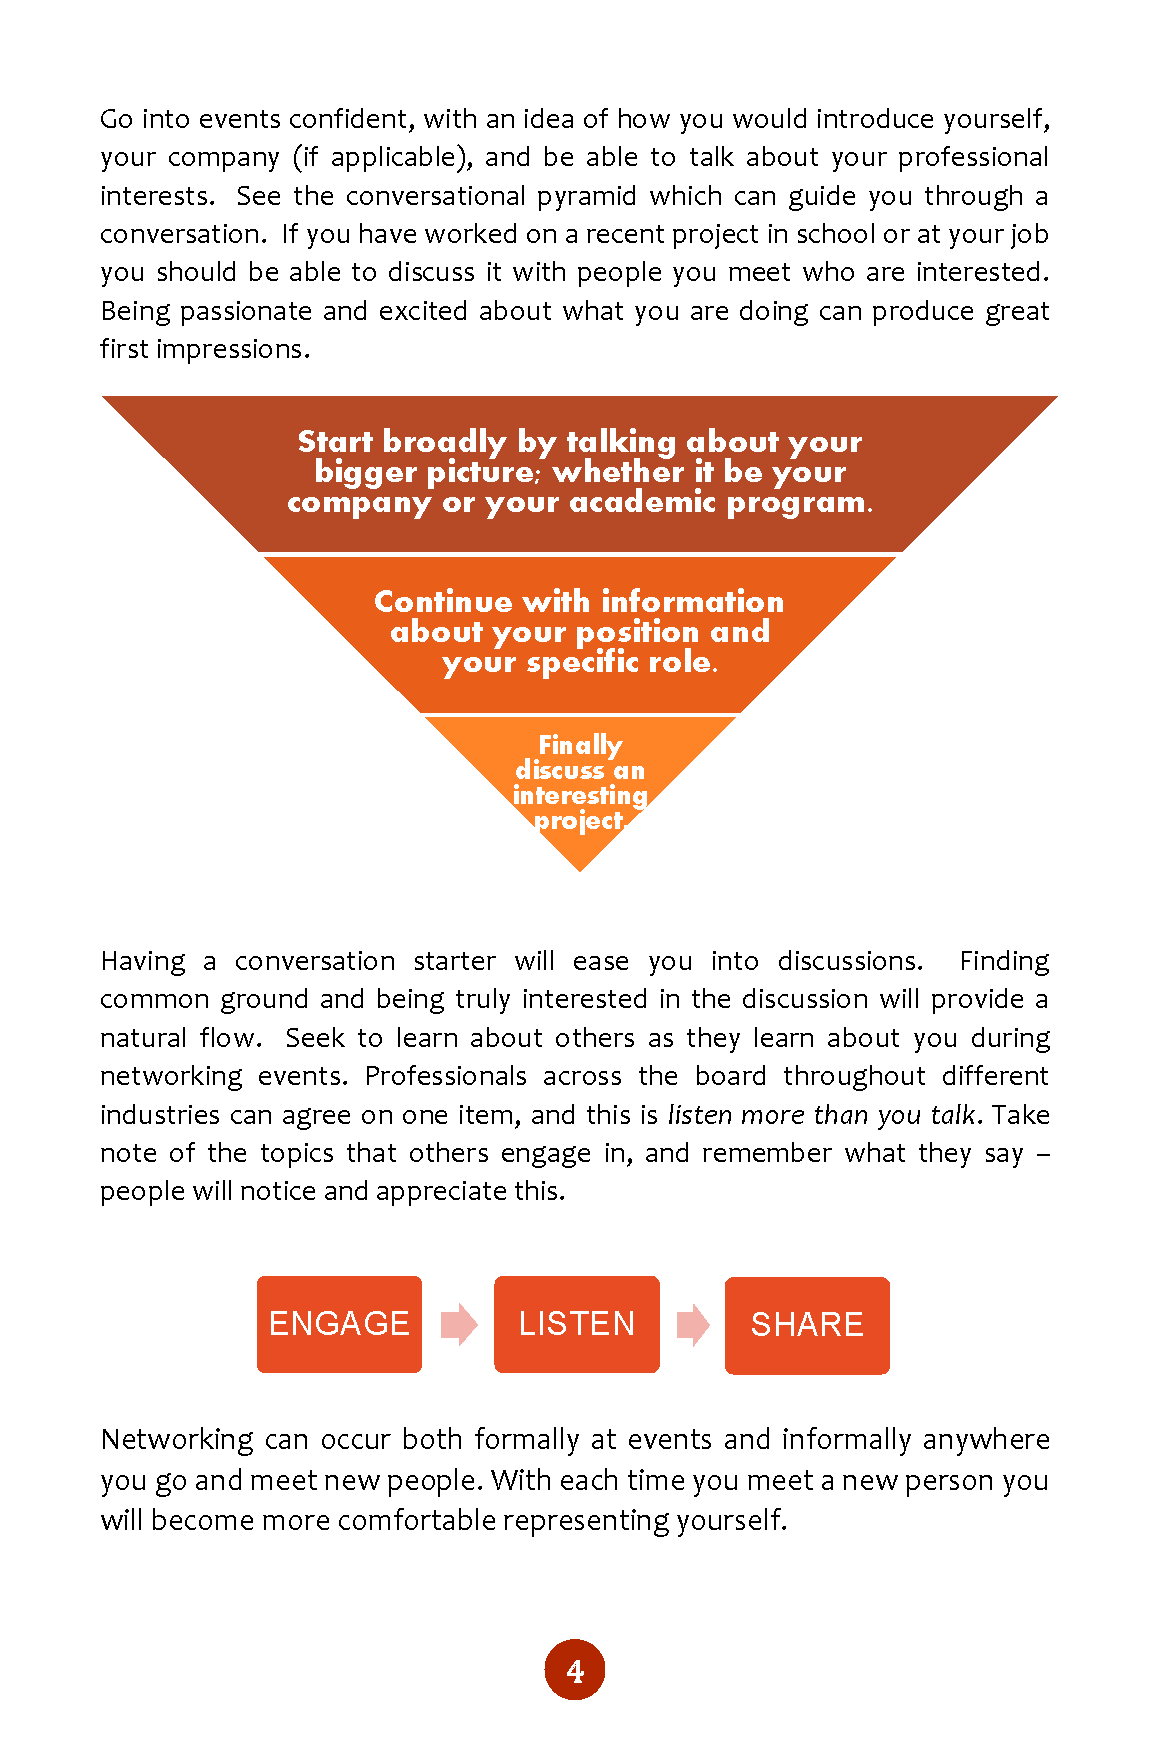 Go into events confident, with an idea of how you would introduce yourself,
your company (if applicable), and be able to talk about your professional
interests.  See the conversational pyramid which can guide you through a
conversation.  If you have worked on a recent project in school or at your job
you should be able to discuss it with people you meet who are interested.
Being passionate and excited about what you are doing can produce great
first impressions.
Start broadly by talking about your
bigger picture; whether it be your
company or your academic program.
Continue with information
about your position and
your specific role.
Finally
discuss an
interesting
project.
Having a conversation starter will ease you into discussions.  Finding
common ground and being truly interested in the discussion will provide a
natural flow.  Seek to learn about others as they learn about you during
networking events. Professionals across the board throughout different
industries can agree on one item, and this is listen more than you talk. Take
note of the topics that others engage in, and remember what they say –
people will notice and appreciate this.
ENGAGE
LISTEN
SHARE
Networking can occur both formally at events and informally anywhere
you go and meet new people. With each time you meet a new person you
will become more comfortable representing yourself.
4